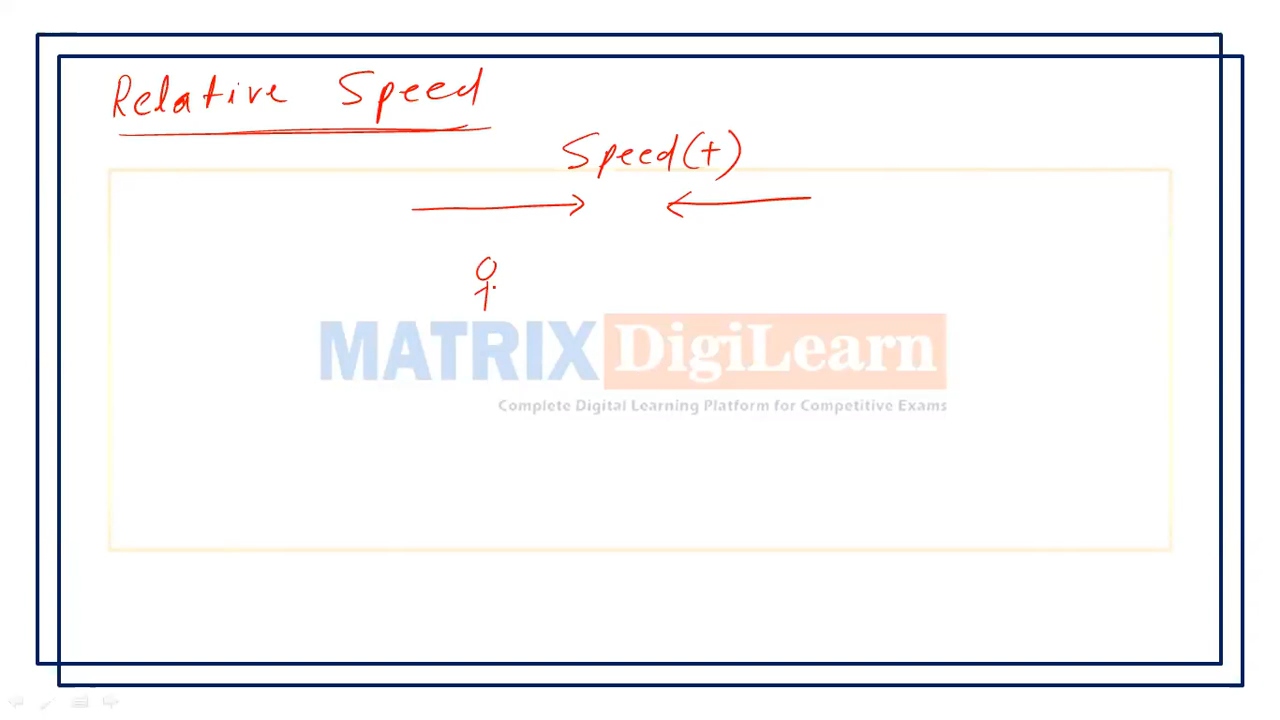 Relative Speed
Speed(+)
MATRIX DigiLearn
Complete Digital Learning Platform for Competitive Exams